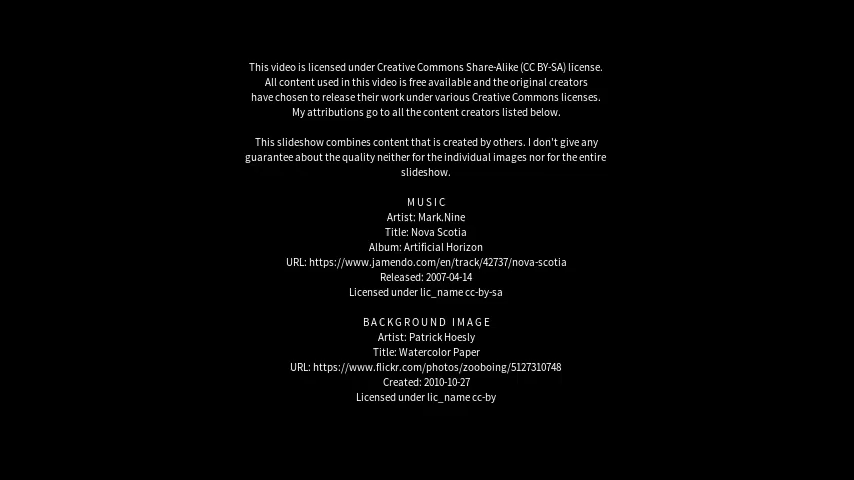 This video is licensed under Creative Commons Share-Alike (CC BY-SA) license.
All content used in this video is free available and the original creators
have chosen to release their work under various Creative Commons licenses.
My attributions go to all the content creators listed below.
This slideshow combines content that is created by others. I don't give any
guarantee about the quality neither for the individual images nor for the entire
slideshow.
MUSIC
Artist: Mark.Nine
Title: Nova Scotia
Album: Artificial Horizon
URL: https://www.jamendo.com/en/track/42737/nova-scotia
Released: 2007-04-14
Licensed under lic_name cc-by-sa
BACKGROUND IMAGE
Artist: Patrick Hoesly
Title: Watercolor Paper
URL: https://www.flickr.com/photos/zooboing/5127310748
Created: 2010-10-27
Licensed under lic_name cc-by